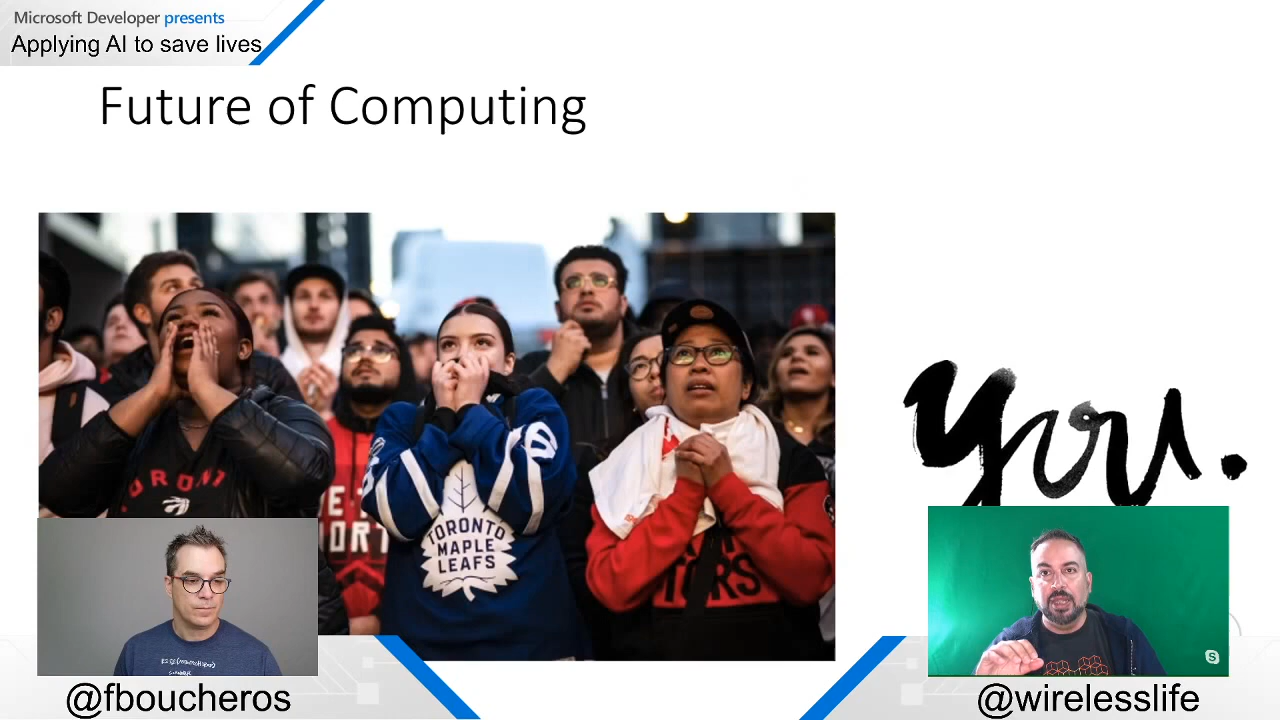 Microsoft Developer presents
Applying AI to save lives
Future of Computing
TORONTO
MAPLE
LEAFS
you.
@fboucheros
@wirelesslife